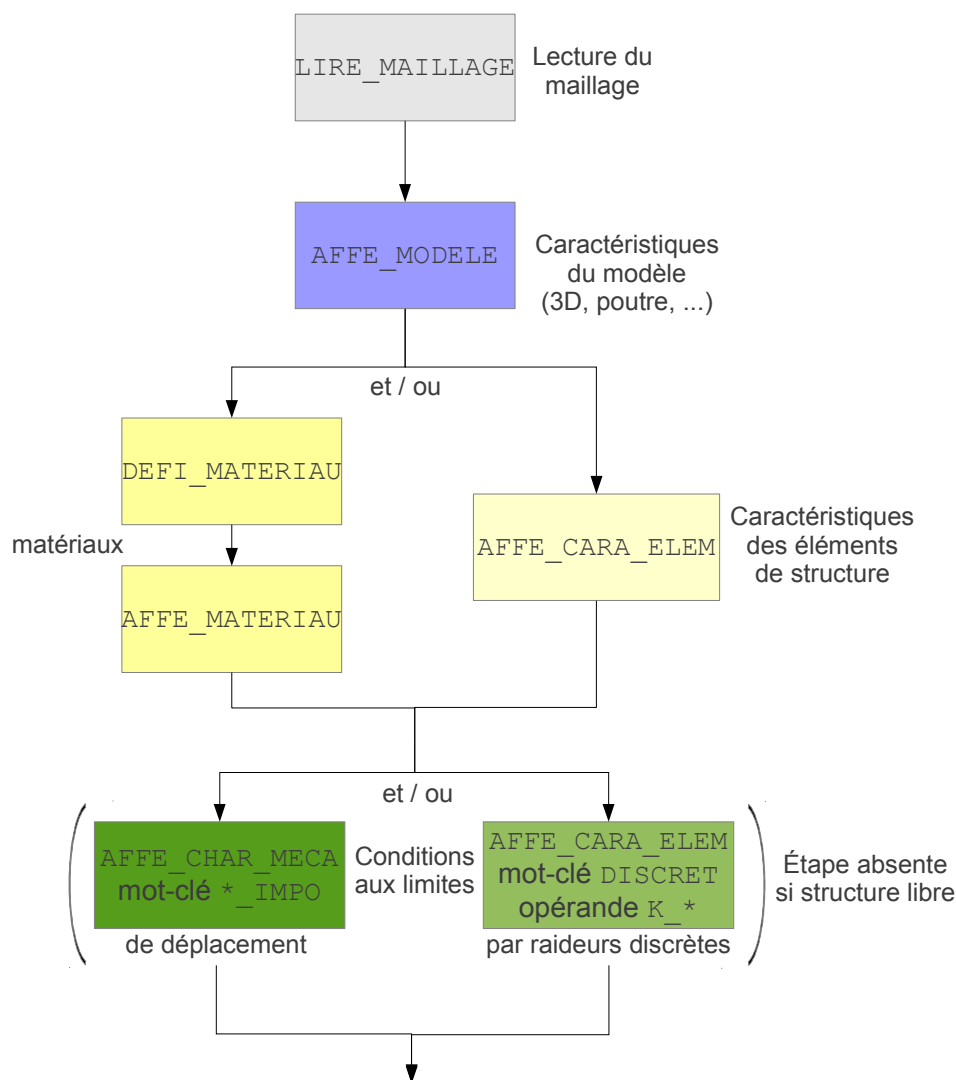 LIRE_MAILLAGE
Lecture du
maillage
AFFE_MODELE
Caractéristiques
du modèle
(3D, poutre, ...)
et / ou
DEFI_MATERIAU
matériaux
AFFE_MATERIAU
AFFE_CARA_ELEM
Caractéristiques
des éléments
de structure
et / ou
AFFE_CHAR_MECA
mot-clé *_IMPO
de déplacement
Conditions
aux limites
AFFE_CARA_ELEM
mot-clé DISCRET
opérande K_*
par raideurs discrètes
Étape absente
si structure libre